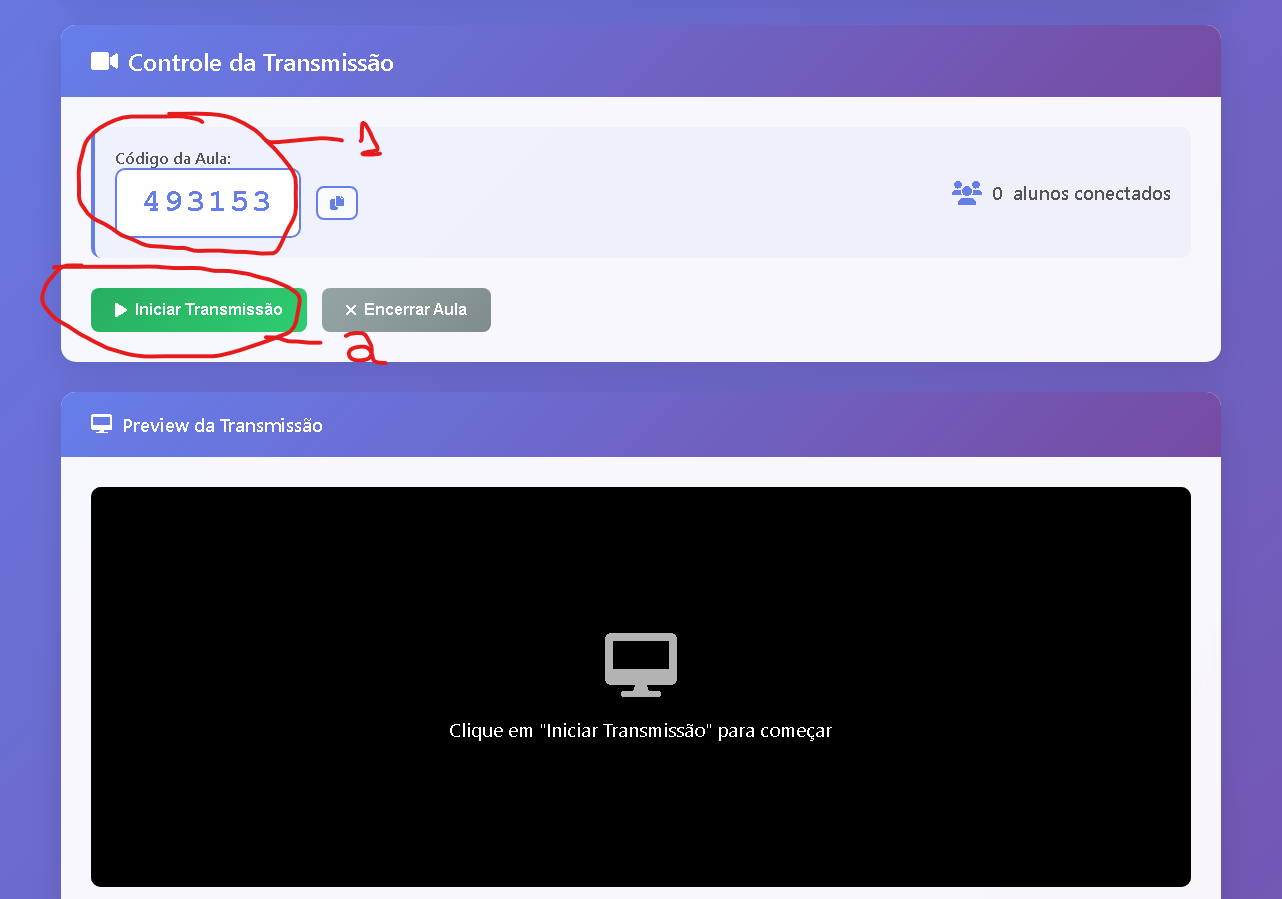 Controle da Transmissão
1
Código da Aula:
493153
0 alunos conectados
Iniciar Transmissão
Encerrar Aula
2
Preview da Transmissão
Clique em "Iniciar Transmissão" para começar